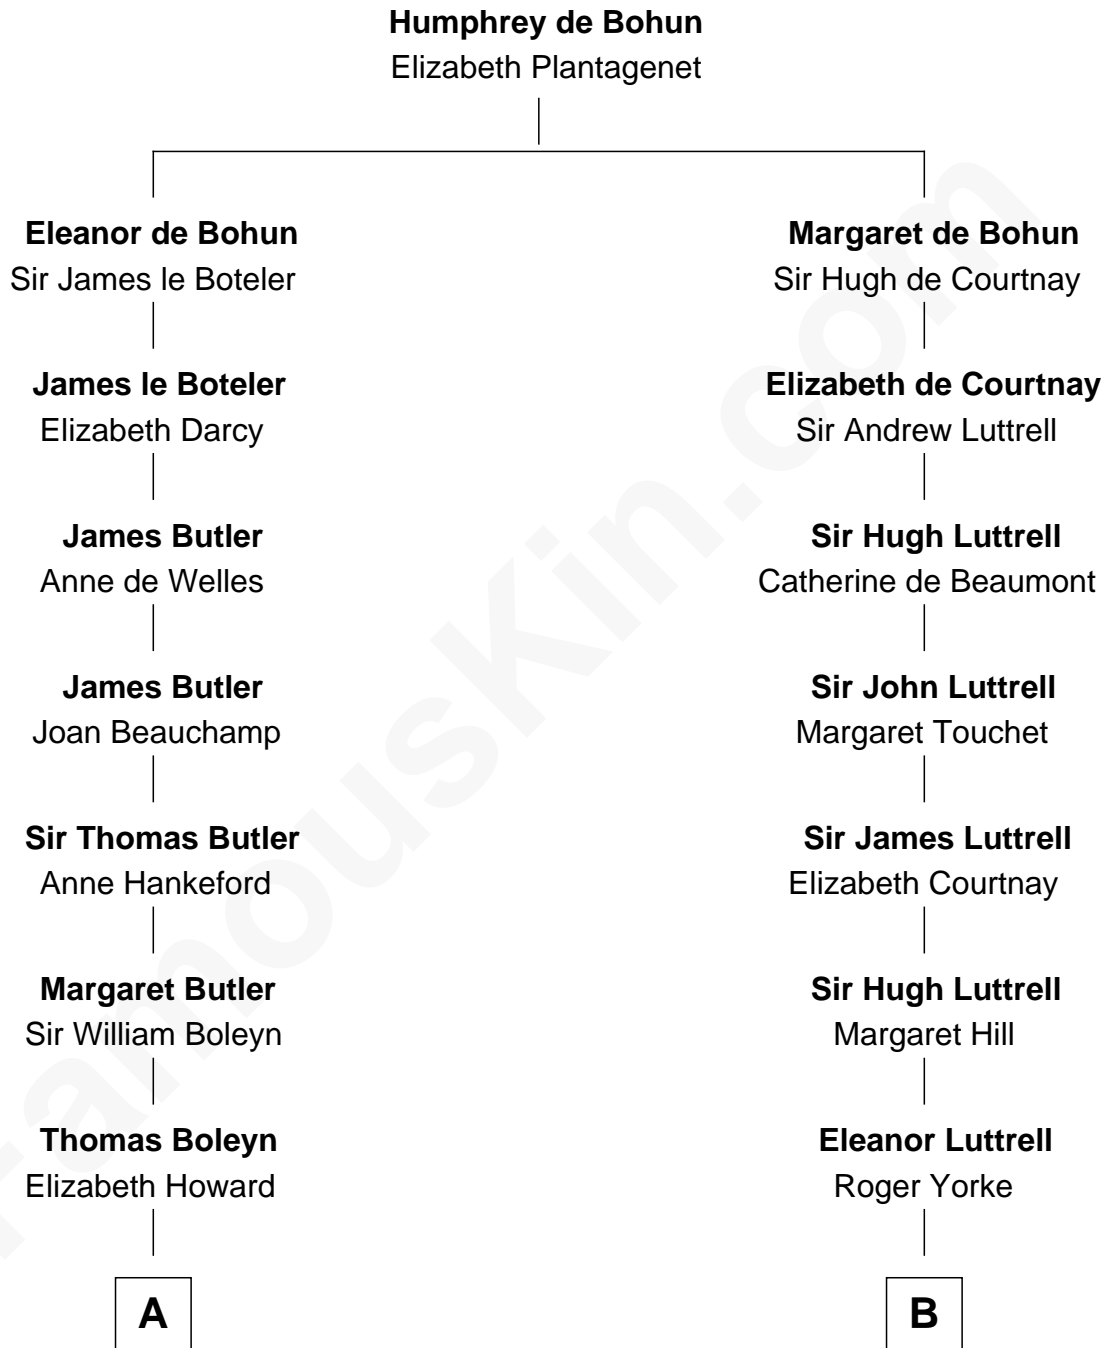 Humphrey de Bohun
Elizabeth Plantagenet
Eleanor de Bohun
Sir James le Boteler
Margaret de Bohun
Sir Hugh de Courtnay
James le Boteler
Elizabeth Darcy
Elizabeth de Courtnay
Sir Andrew Luttrell
James Butler
Anne de Welles
Sir Hugh Luttrell
Catherine de Beaumont
James Butler
Joan Beauchamp
Sir John Luttrell
Margaret Touchet
Sir Thomas Butler
Anne Hankeford
Sir James Luttrell
Elizabeth Courtnay
Margaret Butler
Sir William Boleyn
Sir Hugh Luttrell
Margaret Hill
Thomas Boleyn
Elizabeth Howard
Eleanor Luttrell
Roger Yorke
A
B
FamousKin.com